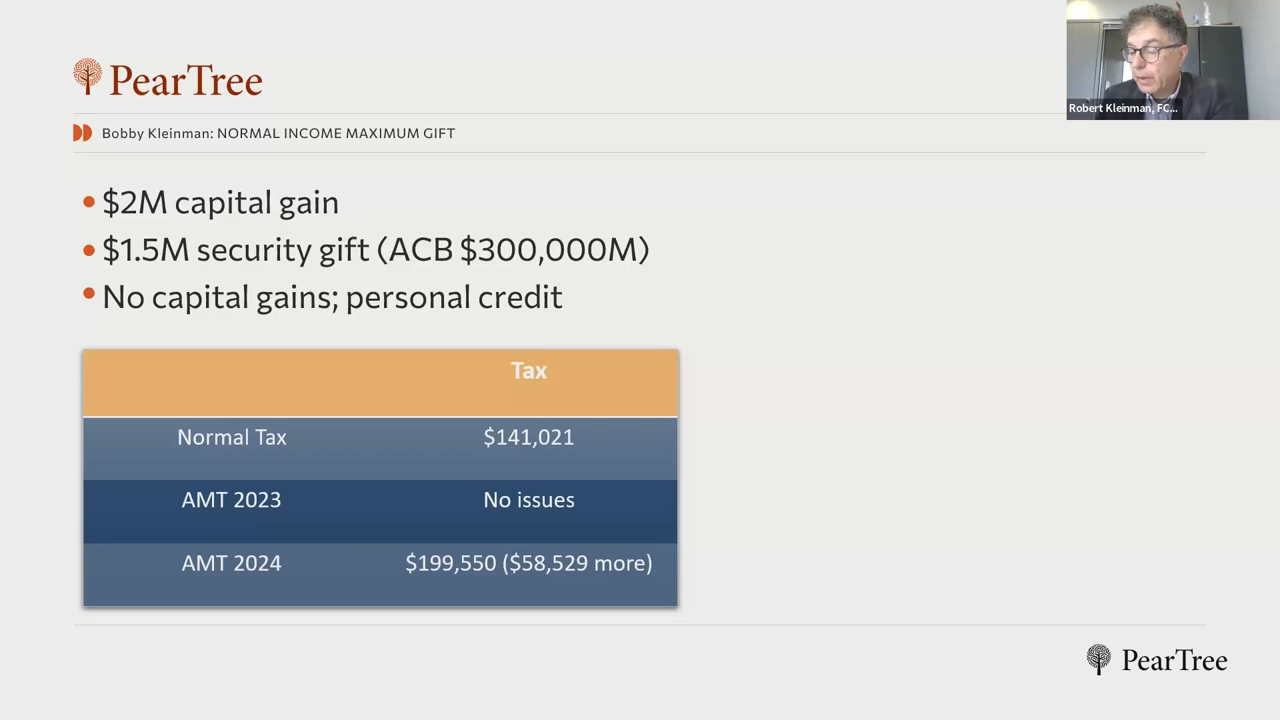 PearTree
Robert Kleinman, FC...
Bobby Kleinman: NORMAL INCOME MAXIMUM GIFT
• $2M capital gain
• $1.5M security gift (ACB $300,000M)
• No capital gains; personal credit
Tax
Normal Tax $141,021
AMT 2023 No issues
AMT 2024 $199,550 ($58,529 more)
PearTree